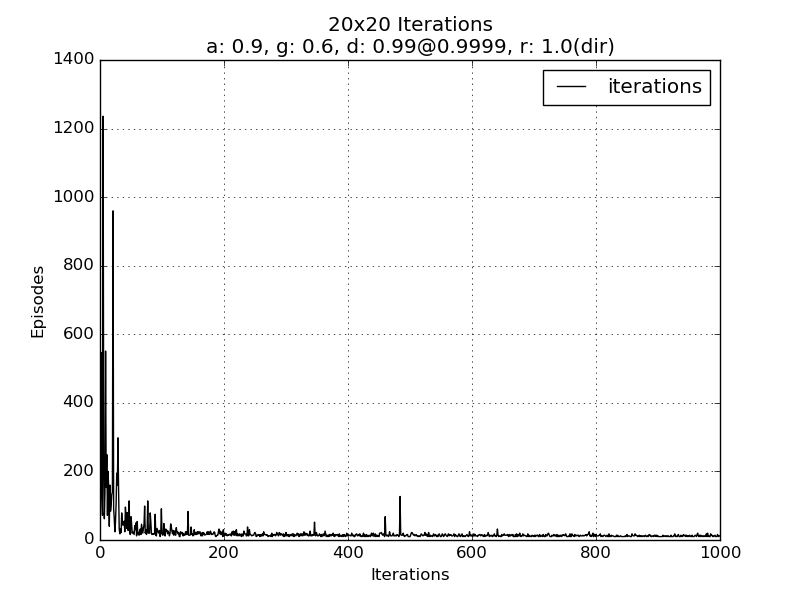 20x20 Iterations
a: 0.9, g: 0.6, d: 0.99@0.9999, r: 1.0(dir)
iterations
1400
1200
1000
800
600
400
200
0
Episodes
0 200 400 600 800 1000
Iterations